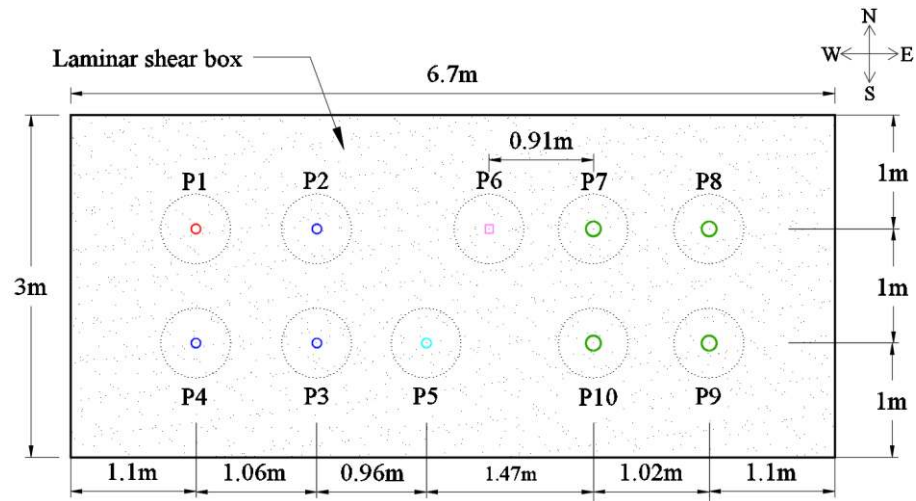 N
Laminar shear box
W E
6.7m
S
0.91m
P1 P2 P6 P7 P8
1m
3m
1m
P4 P3 P5 P10 P9
1m
1.1m 1.06m 0.96m 1.47m 1.02m 1.1m